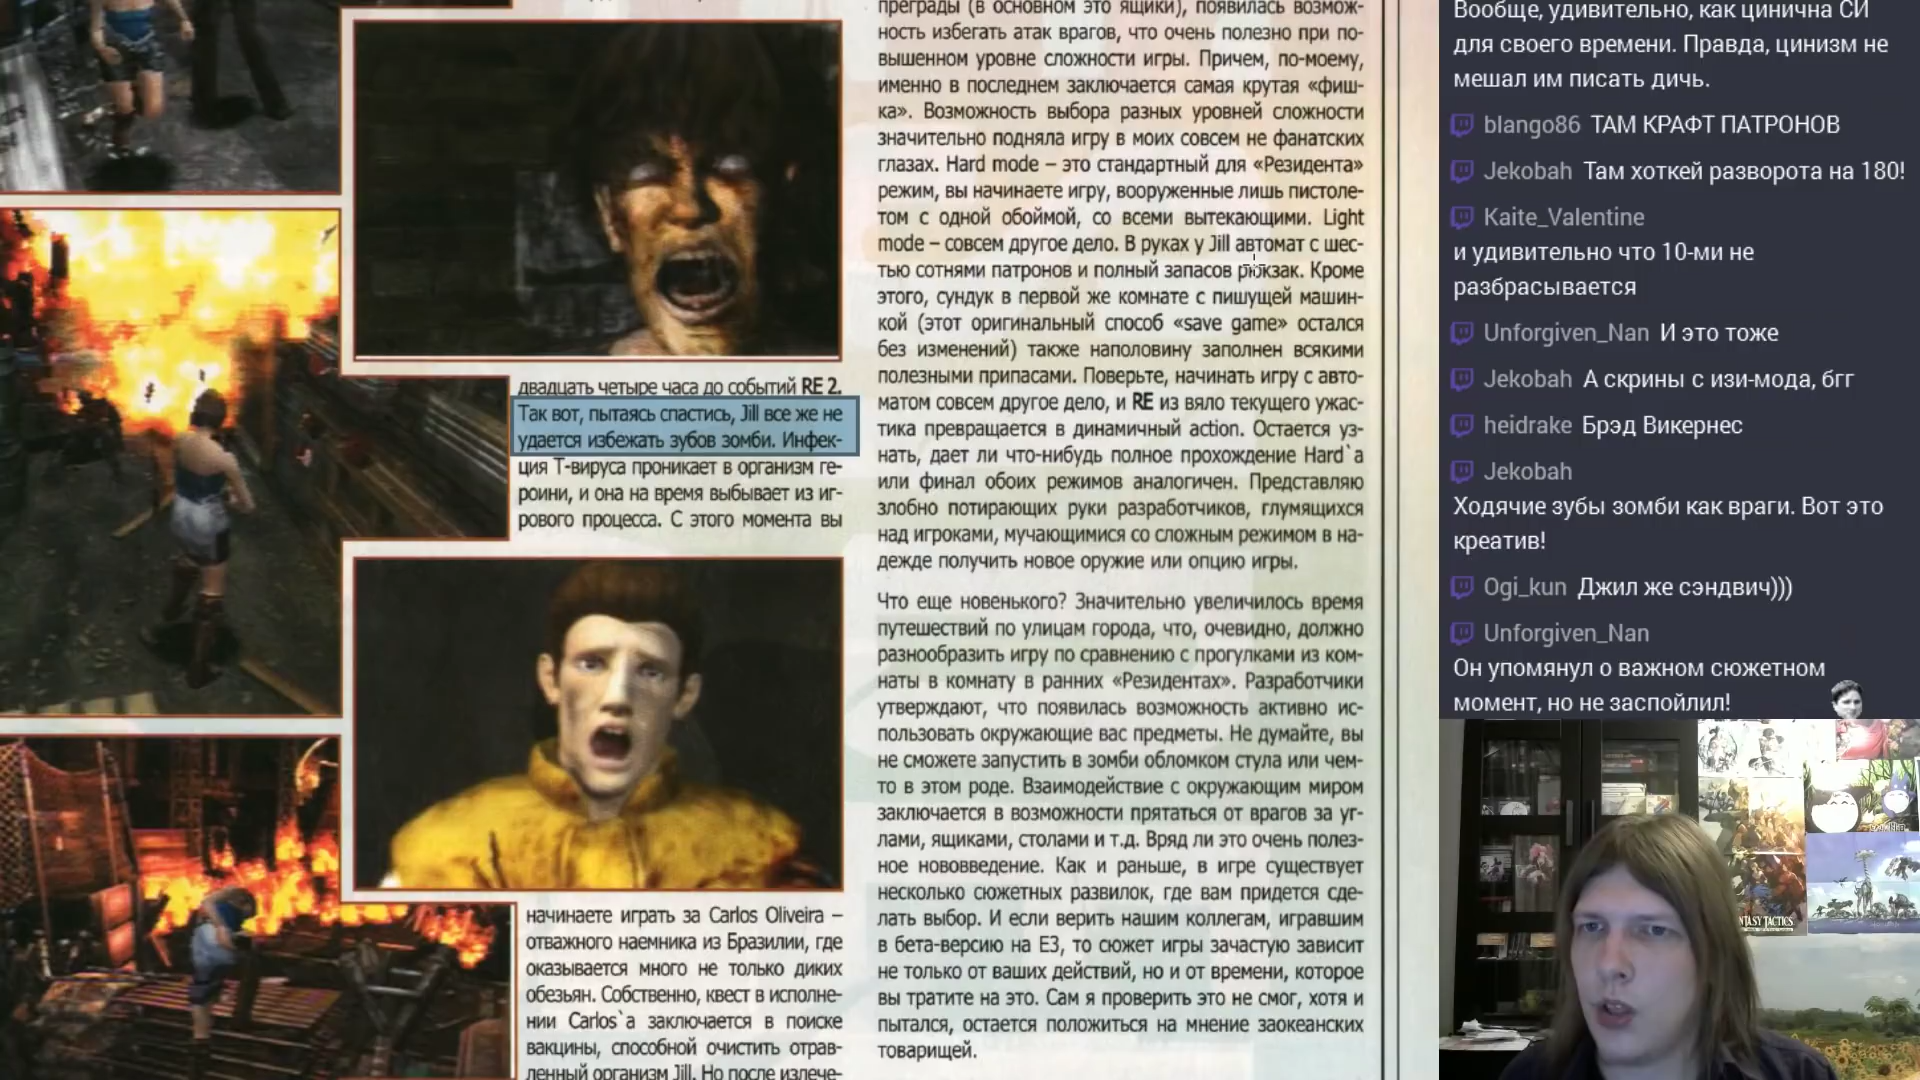 двадцать четыре часа до событий RE 2.
Так вот, пытаясь спастись, Jill все же не
удается избежать зубов зомби. Инфек-
ция Т-вируса проникает в организм ге-
роини, и она на время выбывает из иг-
рового процесса. С этого момента вы
начинаете играть за Carlos Oliveira –
отважного наемника из Бразилии, где
оказывается много не только диких
обезьян. Собственно, квест в исполне-
нии Carlos`а заключается в поиске
вакцины, способной очистить отрав-
ленный организм Jill. Но после излече-
преграды (в основном это ящики), появилась возмож-
ность избегать атак врагов, что очень полезно при по-
вышенном уровне сложности игры. Причем, по-моему,
именно в последнем заключается самая крутая «фиш-
ка». Возможность выбора разных уровней сложности
значительно подняла игру в моих совсем не фанатских
глазах. Hard mode – это стандартный для «Резидента»
режим, вы начинаете игру, вооруженные лишь пистоле-
том с одной обоймой, со всеми вытекающими. Light
mode – совсем другое дело. В руках у Jill автомат с шес-
тью сотнями патронов и полный запасов рюкзак. Кроме
этого, сундук в первой же комнате с пишущей машин-
кой (этот оригинальный способ «save game» остался
без изменений) также наполовину заполнен всякими
полезными припасами. Поверьте, начинать игру с авто-
матом совсем другое дело, и RE из вяло текущего ужас-
тика превращается в динамичный action. Остается уз-
нать, дает ли что-нибудь полное прохождение Hard`а
или финал обоих режимов аналогичен. Представляю
злобно потирающих руки разработчиков, глумящихся
над игроками, мучающимися со сложным режимом в на-
дежде получить новое оружие или опцию игры.
Что еще новенького? Значительно увеличилось время
путешествий по улицам города, что, очевидно, должно
разнообразить игру по сравнению с прогулками из ком-
наты в комнату в ранних «Резидентах». Разработчики
утверждают, что появилась возможность активно ис-
пользовать окружающие вас предметы. Не думайте, вы
не сможете запустить в зомби обломком стула или чем-
то в этом роде. Взаимодействие с окружающим миром
заключается в возможности прятаться от врагов за уг-
лами, ящиками, столами и т.д. Вряд ли это очень полез-
ное нововведение. Как и раньше, в игре существует
несколько сюжетных развилок, где вам придется сде-
лать выбор. И если верить нашим коллегам, игравшим
в бета-версию на E3, то сюжет игры зачастую зависит
не только от ваших действий, но и от времени, которое
вы тратите на это. Сам я проверить это не смог, хотя и
пытался, остается положиться на мнение заокеанских
товарищей.
Вообще, удивительно, как цинична СИ
для своего времени. Правда, цинизм не
мешал им писать дичь.
blango86 ТАМ КРАФТ ПАТРОНОВ
Jekobah Там хоткей разворота на 180!
Kaite_Valentine
и удивительно что 10-ми не
разбрасывается
Unforgiven_Nan И это тоже
Jekobah А скрины с изи-мода, бгг
heidrake Брэд Викернес
Jekobah
Ходячие зубы зомби как враги. Вот это
креатив!
Ogi_kun Джил же сэндвич)))
Unforgiven_Nan
Он упомянул о важном сюжетном
момент, но не заспойлил!
TACTICS